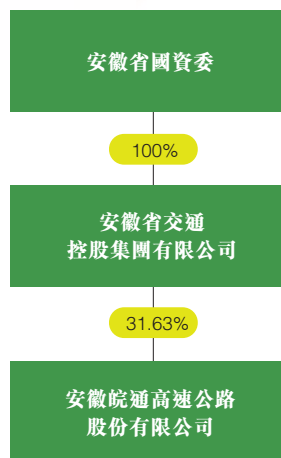 安徽省國資委
100%
安徽省交通
控股集團有限公司
31.63%
安徽皖通高速公路
股份有限公司